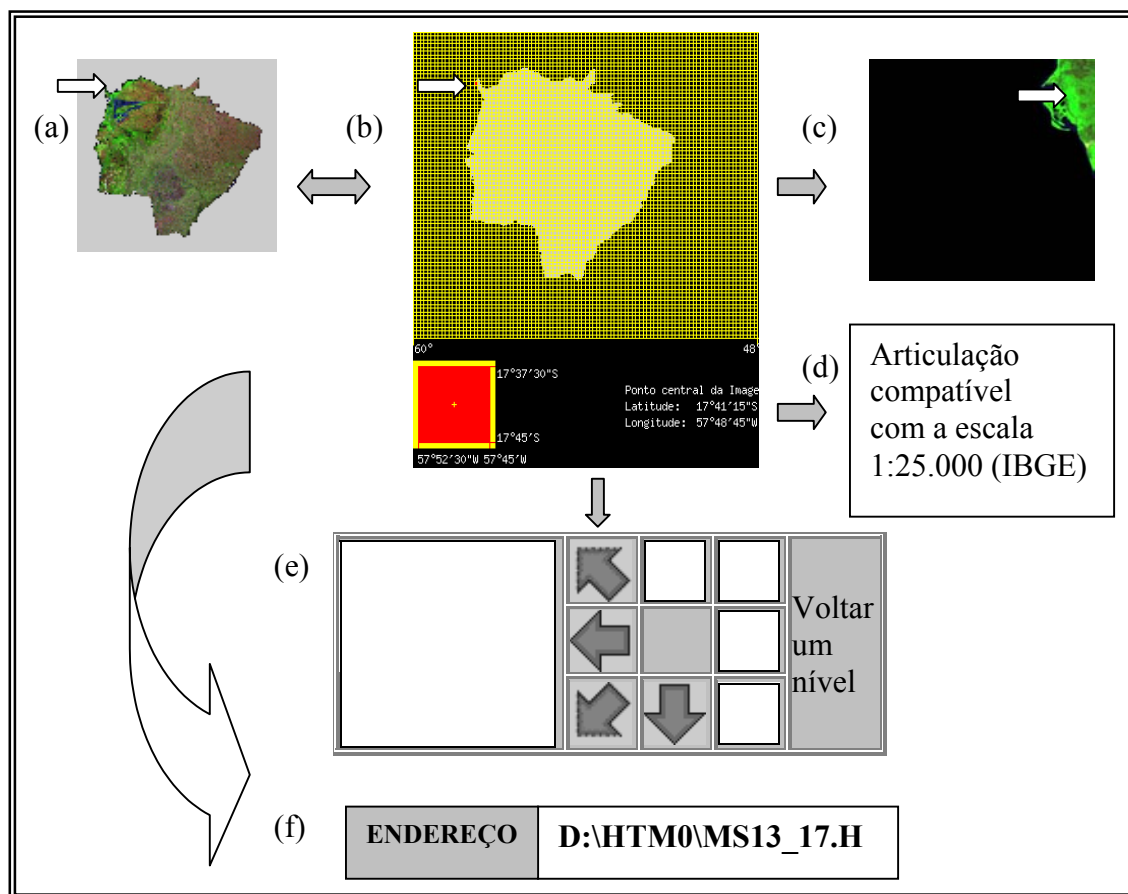 (a)
(b)
(c)
60°
48°
17°37'30"S
17°45'S
57°52'30"W 57°45'W
Ponto central da Image
Latitude: 17°41'15"S
Longitude: 57°48'45"W
(d)
Articulação
compatível
com a escala
1:25.000 (IBGE)
(e)
Voltar
um
nível
(f)
ENDEREÇO
D:\HTM0\MS13_17.H